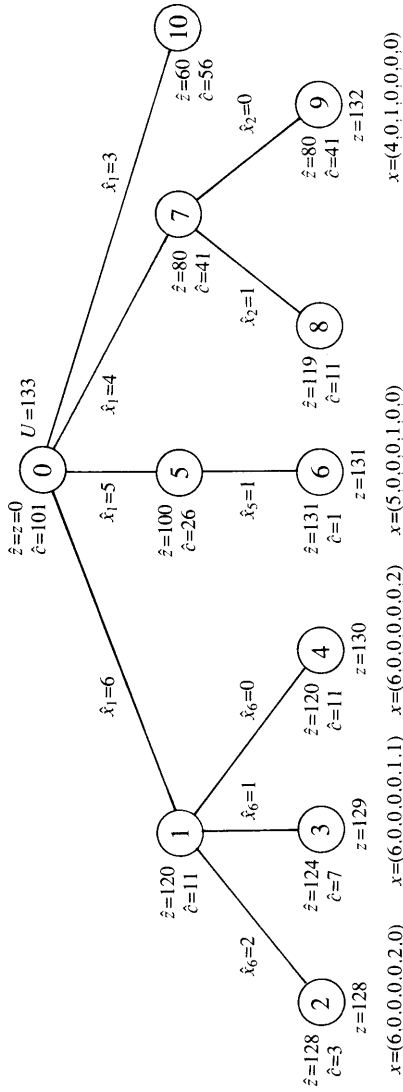 ẑ=z=0
ĉ=101
U=133
0
x̂₁=6
x̂₁=5
x̂₁=4
x̂₁=3
ẑ=120
ĉ=11
1
ẑ=100
ĉ=26
5
ẑ=80
ĉ=41
7
ẑ=60
ĉ=56
10
x̂₆=2
x̂₆=1
x̂₆=0
x̂₅=1
x̂₂=1
x̂₂=0
ẑ=128
ĉ=3
2
z=128
x=(6,0,0,0,0,2,0)
ẑ=124
ĉ=7
3
z=129
x=(6,0,0,0,0,1,1)
ẑ=120
ĉ=11
4
z=130
x=(6,0,0,0,0,0,2)
ẑ=131
ĉ=1
6
z=131
x=(5,0,0,0,1,0,0)
ẑ=119
ĉ=11
8
ẑ=80
ĉ=41
9
z=132
x=(4,0,1,0,0,0,0)